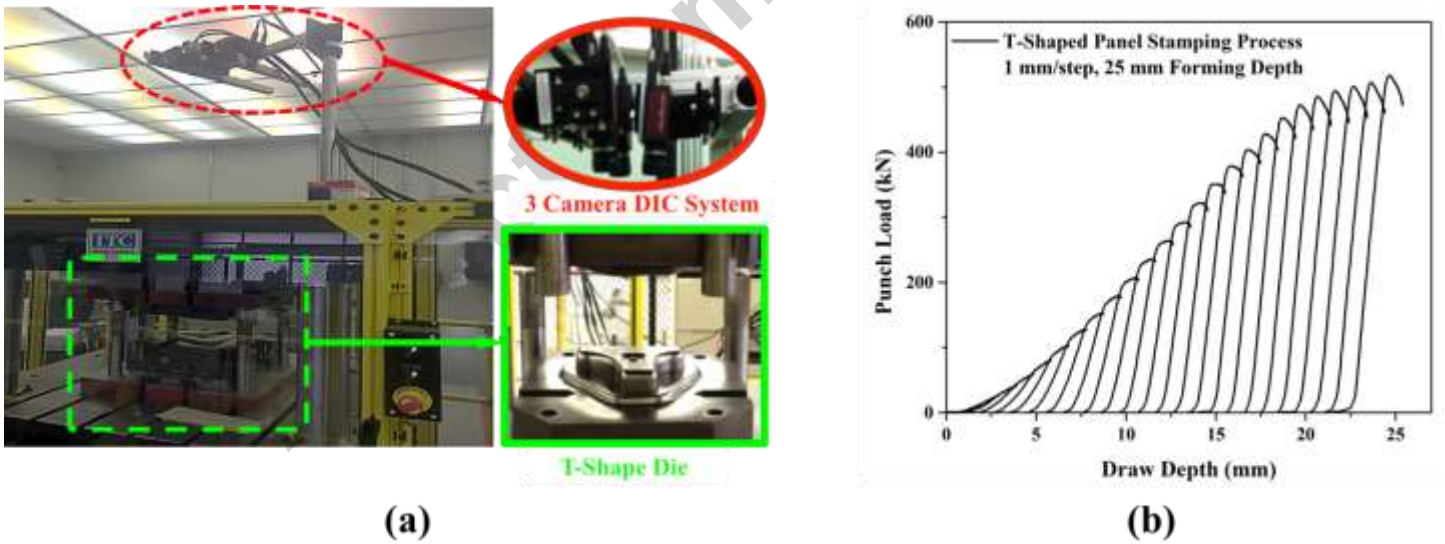 3 Camera DIC System
T-Shape Die
(a)
600
400
200
0
Punch Load (kN)
T-Shaped Panel Stamping Process
1 mm/step, 25 mm Forming Depth
0 5 10 15 20 25
Draw Depth (mm)
(b)